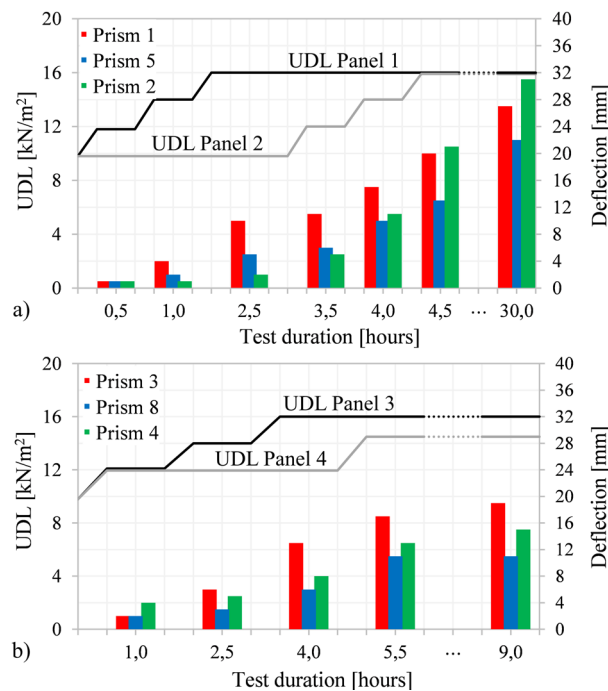 20 40
Prism 1 36
Prism 5 UDL Panel 1
16 32
Prism 2
28
12 24
UDL Panel 2
20
8 16
12
4 8
4
0 0
UDL [kN/m²]
Deflection [mm]
0,5 1,0 2,5 3,5 4,0 4,5 ... 30,0
a) Test duration [hours]
20 40
Prism 3 36
Prism 8 UDL Panel 3
16 32
Prism 4
28
UDL Panel 4
12 24
20
8 16
12
4 8
4
0 0
UDL [kN/m²]
Deflection [mm]
1,0 2,5 4,0 5,5 ... 9,0
b) Test duration [hours]